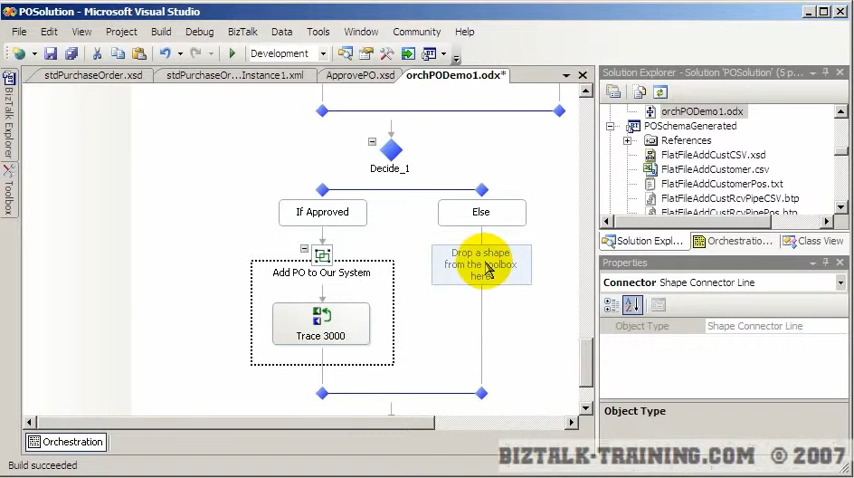 POSolution - Microsoft Visual Studio
File Edit View Project Build Debug BizTalk Data Tools Window Community Help
Development
stdPurchaseOrder.xsd stdPurchaseOr...Instance1.xml ApprovePO.xsd orchPODemo1.odx*
BizTalk Explorer
Toolbox
Decide_1
If Approved
Else
Drop a shape
from the toolbox
here
Add PO to Our System
Trace 3000
Orchestration
Build succeeded
Solution Explorer - Solution 'POSolution' (5 p...
orchPODemo1.odx
POSchemaGenerated
References
FlatFileAddCustCSV.xsd
FlatFileAddCustomer.csv
FlatFileAddCustomerPos.txt
FlatFileAddCustRcvPipeCSV.btp
FlatFileAddCustRcvPipePos.btp
Solution Expl... Orchestration... Class View
Properties
Connector Shape Connector Line
Object Type Shape Connector Line
Object Type
BIZTALK-TRAINING.COM © 2007